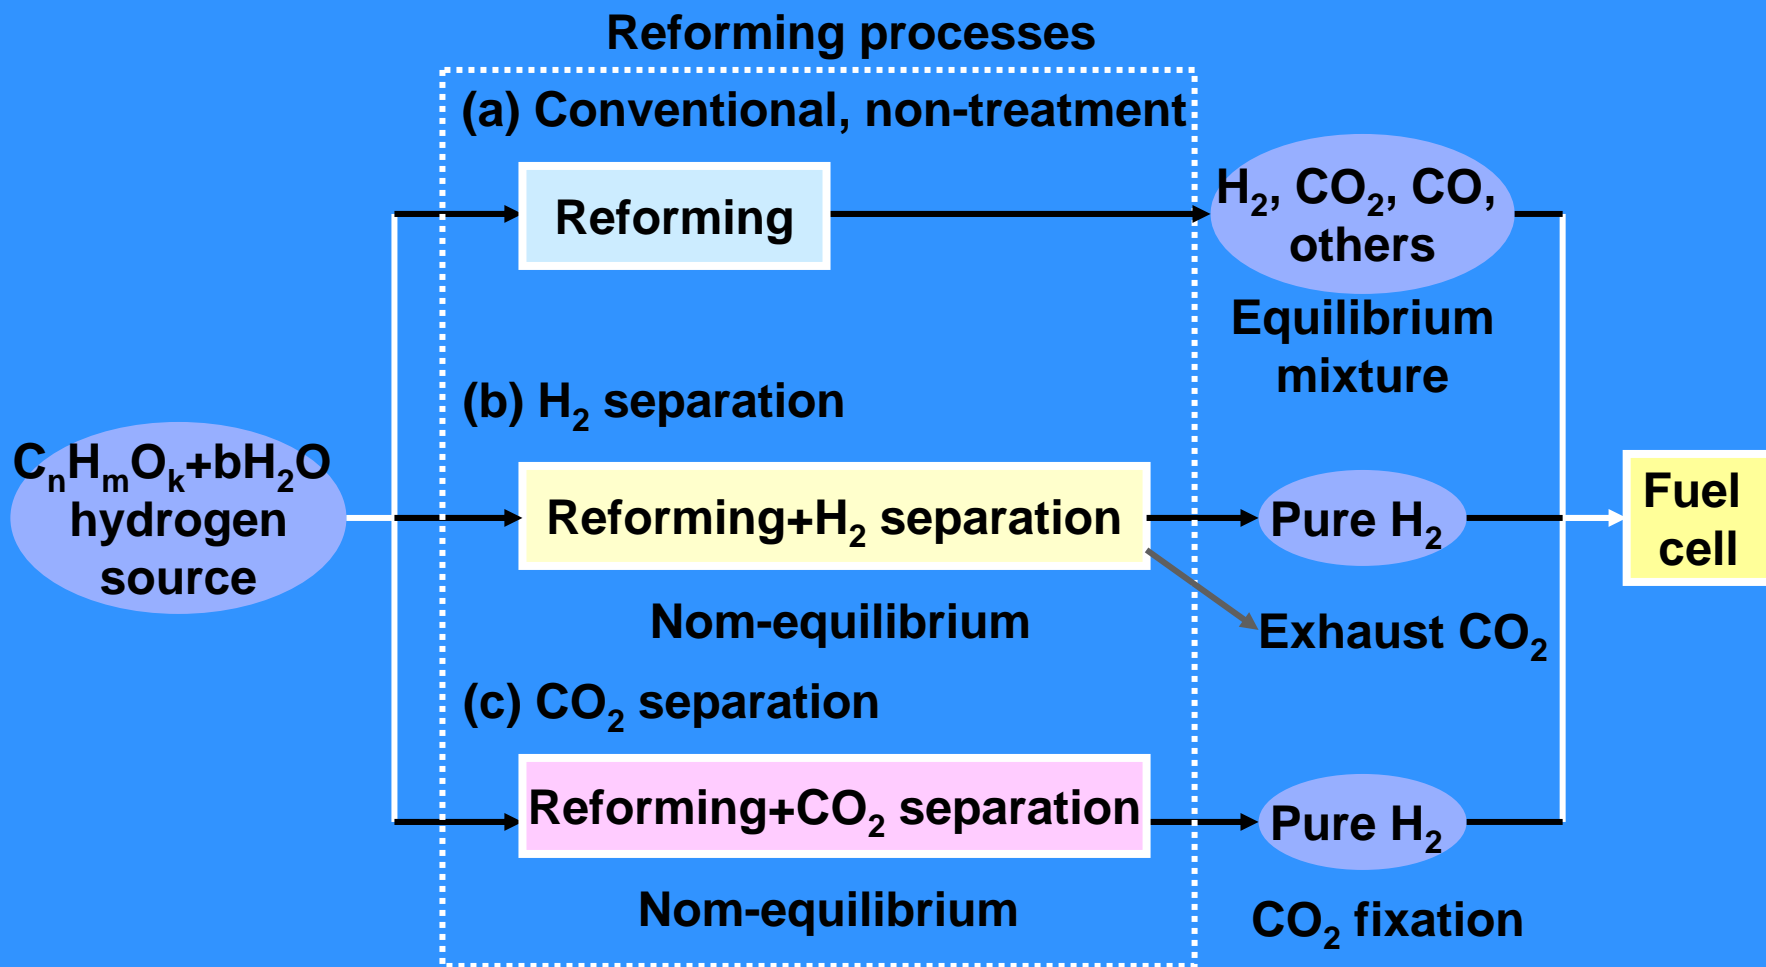 Reforming processes
(a) Conventional, non-treatment
Reforming
H₂, CO₂, CO,
others
Equilibrium
mixture
(b) H₂ separation
CₙHₘOₖ+bH₂O
hydrogen
source
Reforming+H₂ separation
Pure H₂
Fuel
cell
Nom-equilibrium
Exhaust CO₂
(c) CO₂ separation
Reforming+CO₂ separation
Pure H₂
Nom-equilibrium
CO₂ fixation